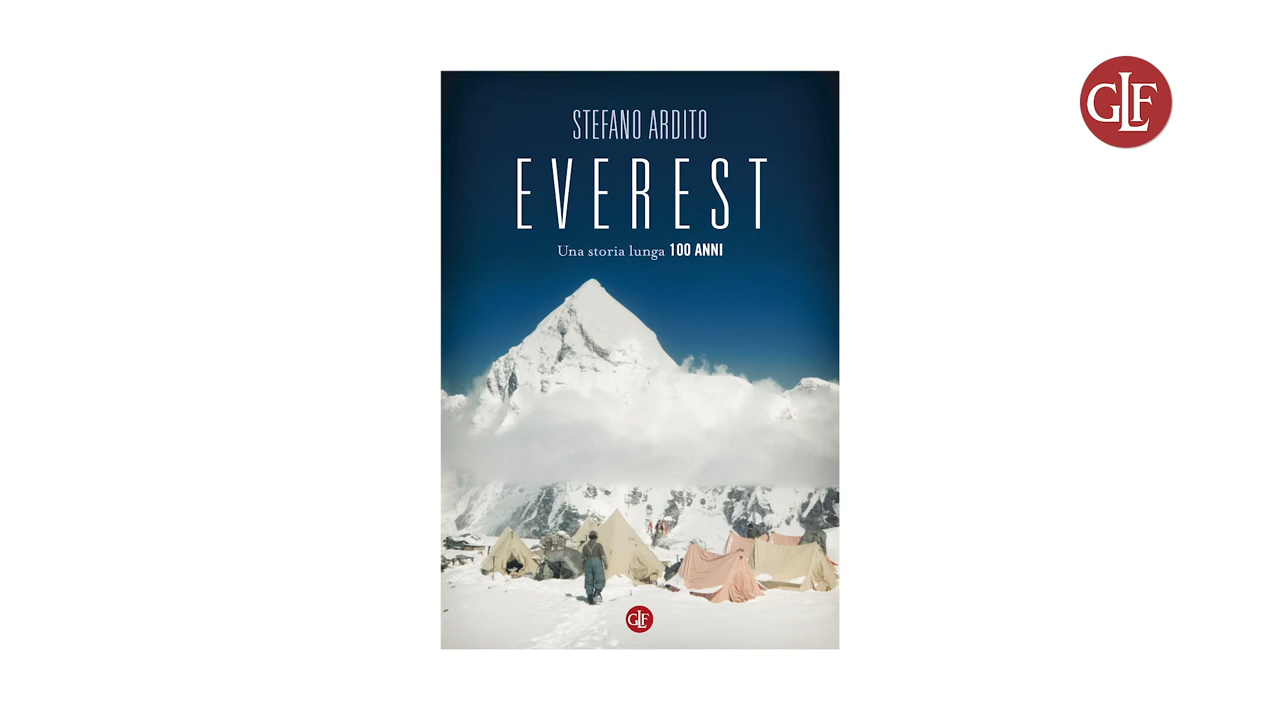 STEFANO ARDITO
EVEREST
Una storia lunga 100 ANNI
GLF
GLF